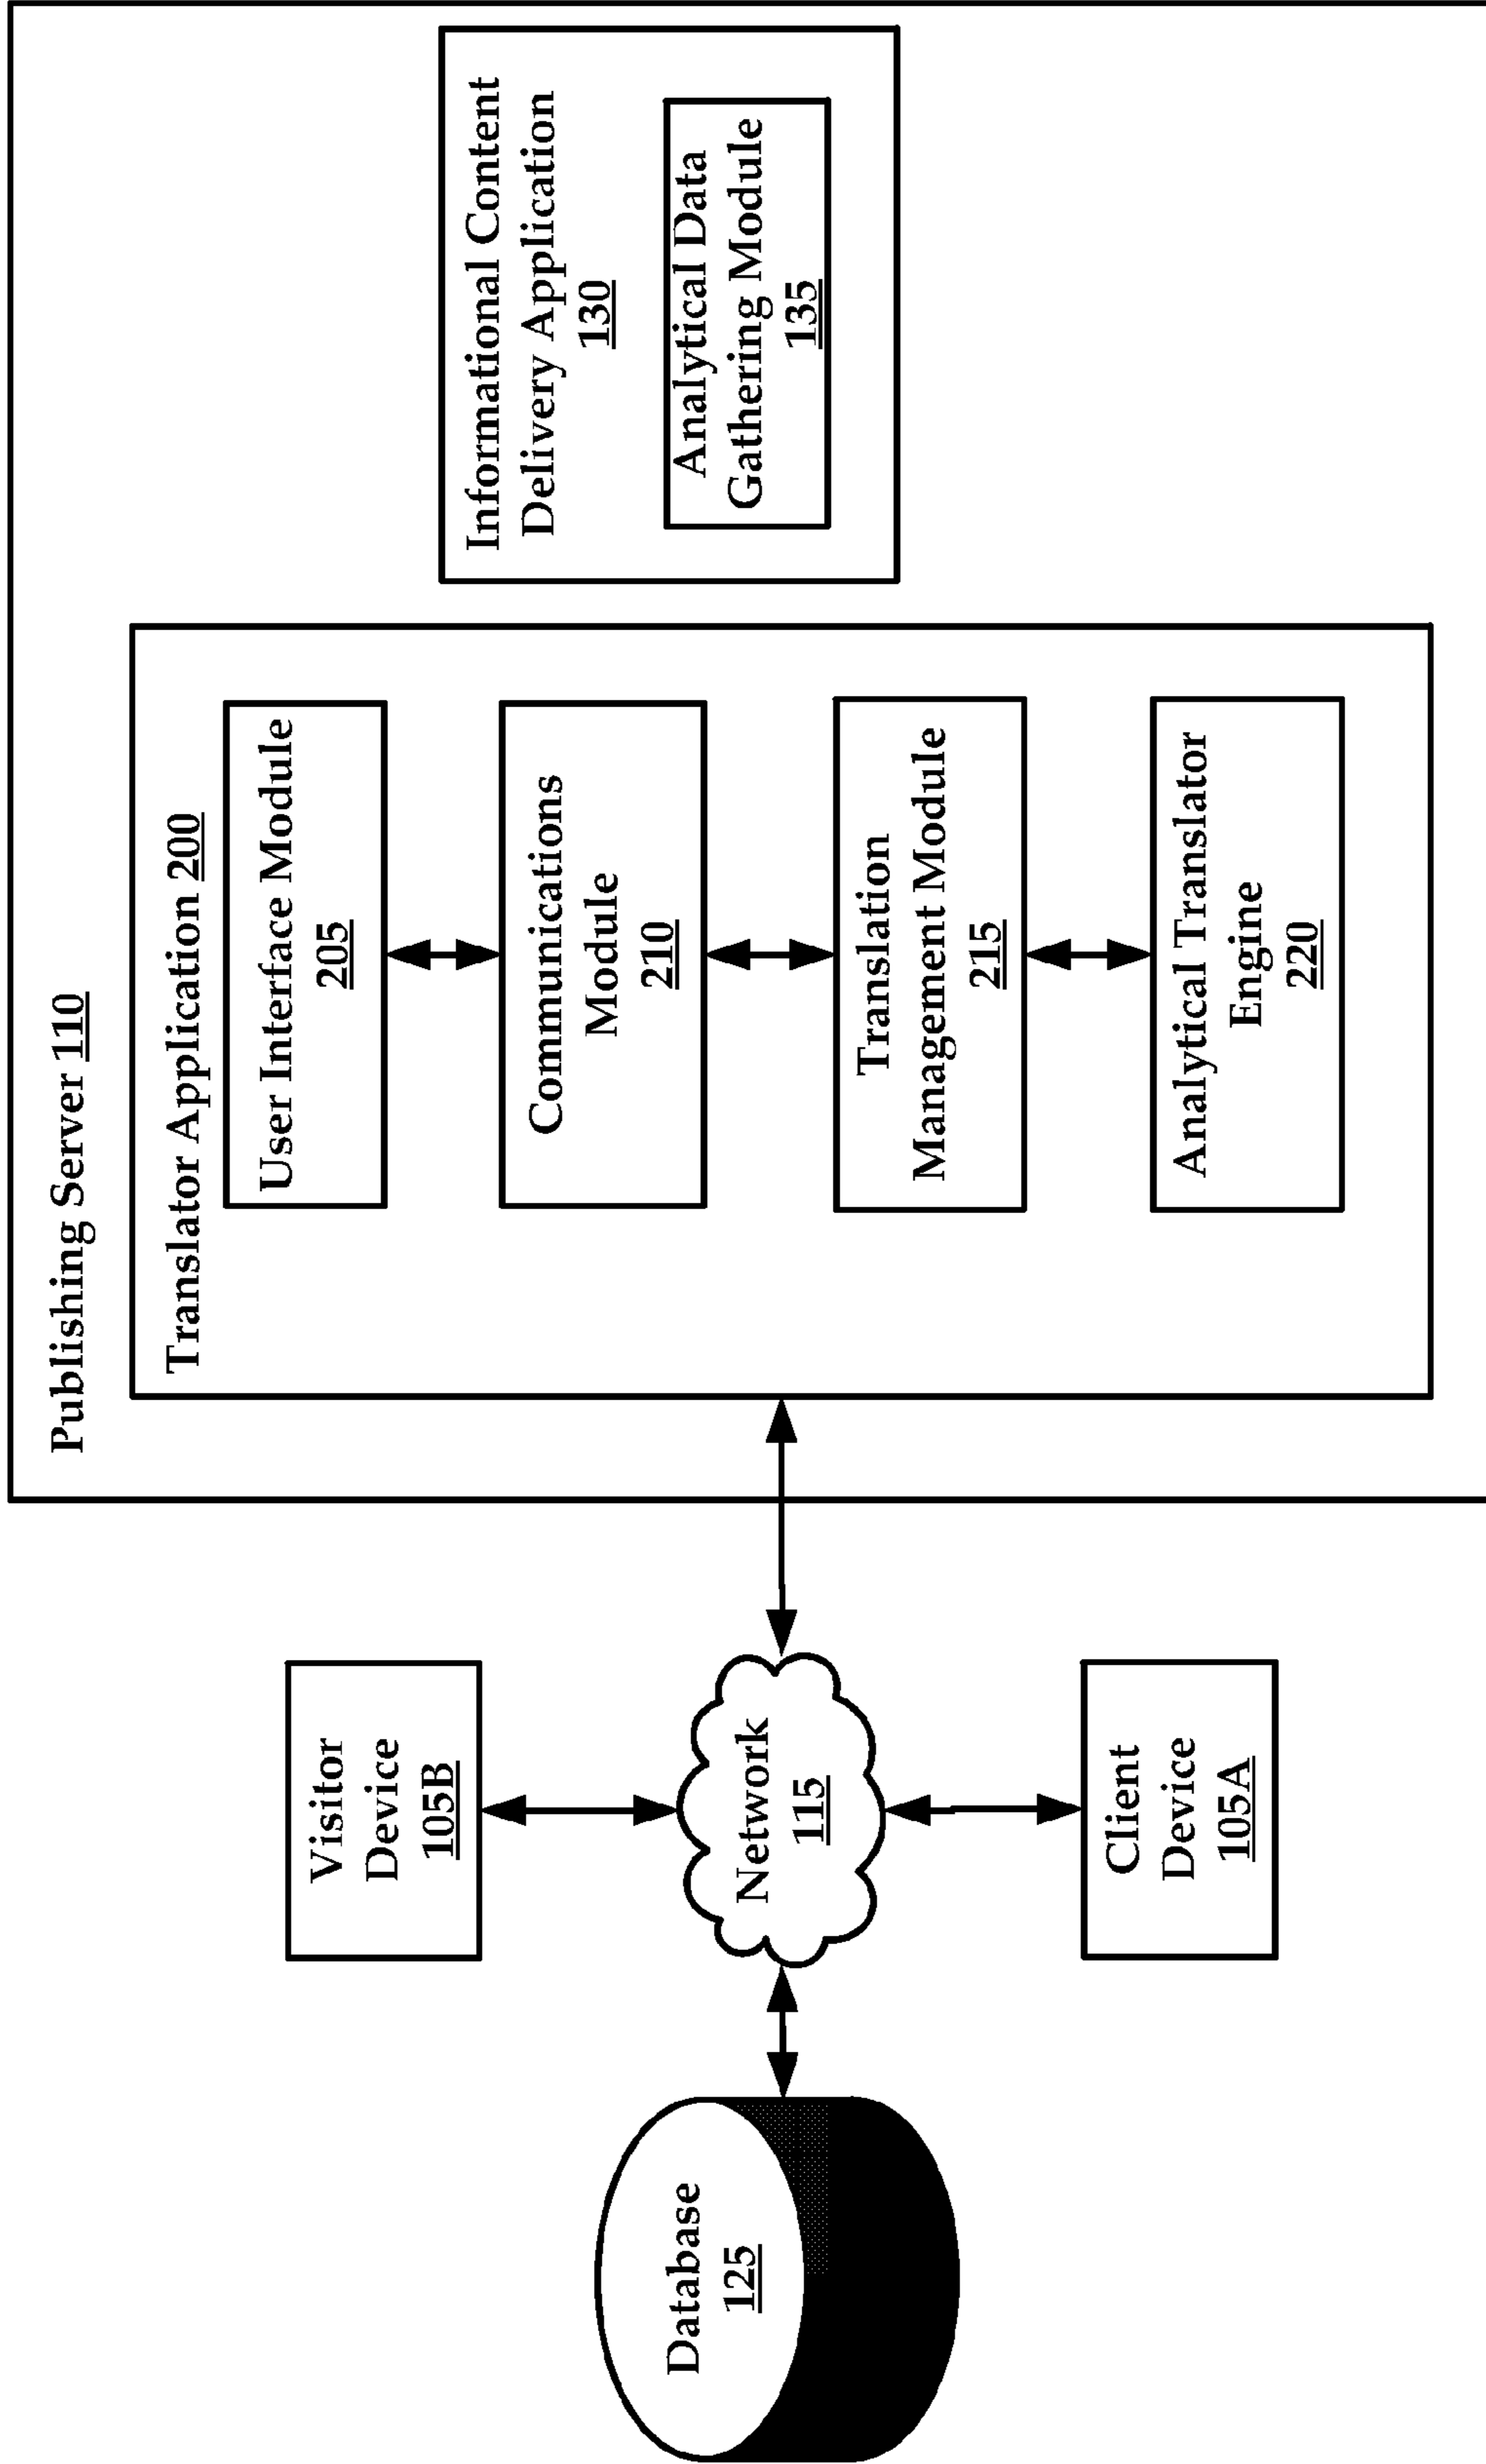 Database
125
Visitor
Device
105B
Network
115
Client
Device
105A
Publishing Server 110
Translator Application 200
User Interface Module
205
Communications
Module
210
Translation
Management Module
215
Analytical Translator
Engine
220
Informational Content
Delivery Application
130
Analytical Data
Gathering Module
135